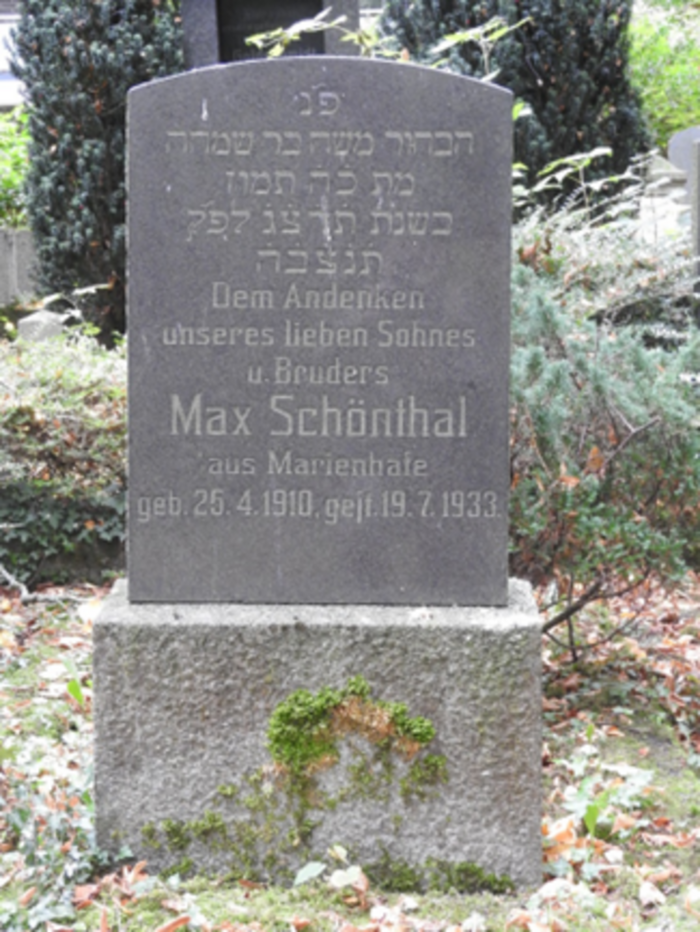 פ״נ
הבחור משה בר שמחה
מת כ״ה תמוז
בשנת תרצ״ג לפ״ק
תנצבה
Dem Andenken
unseres lieben Sohnes
u. Bruders
Max Schönthal
aus Marienhafe
geb. 25. 4. 1910, gest. 19. 7. 1933.